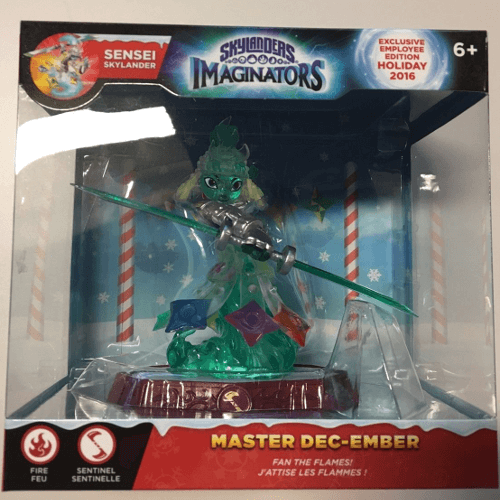 SENSEI
SKYLANDER
SKYLANDERS
IMAGINATORS
EXCLUSIVE
EMPLOYEE
EDITION
HOLIDAY
2016
6+
MASTER DEC-EMBER
FAN THE FLAMES!
J'ATTISE LES FLAMMES !
FIRE
FEU
SENTINEL
SENTINELLE